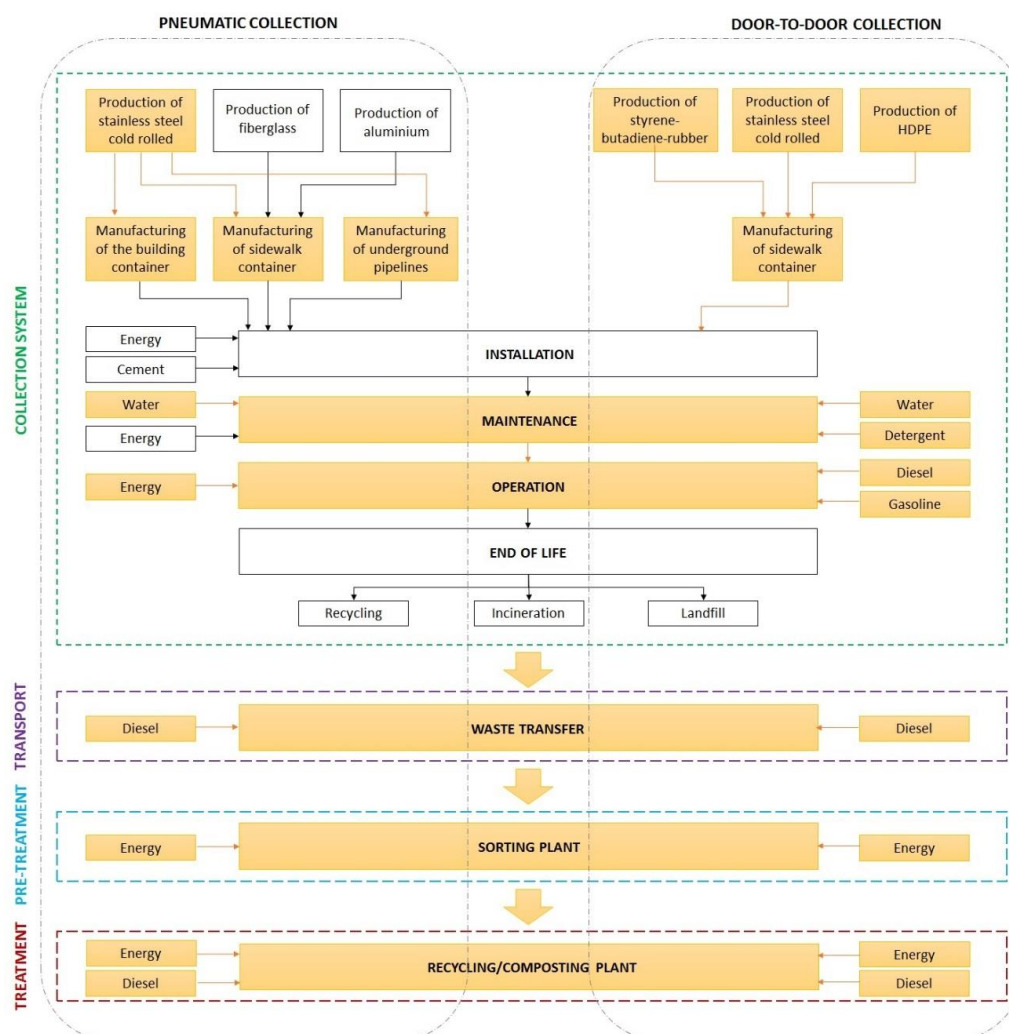 PNEUMATIC COLLECTION
DOOR-TO-DOOR COLLECTION
COLLECTION SYSTEM
Production of
stainless steel
cold rolled
Production of
fiberglass
Production of
aluminium
Production of
styrene-
butadiene-rubber
Production of
stainless steel
cold rolled
Production of
HDPE
Manufacturing
of the building
container
Manufacturing
of sidewalk
container
Manufacturing
of underground
pipelines
Manufacturing
of sidewalk
container
Energy
Cement
INSTALLATION
Water
Energy
MAINTENANCE
Water
Detergent
Energy
OPERATION
Diesel
Gasoline
END OF LIFE
Recycling
Incineration
Landfill
TRANSPORT
Diesel
WASTE TRANSFER
Diesel
PRE-TREATMENT
Energy
SORTING PLANT
Energy
TREATMENT
Energy
Diesel
RECYCLING/COMPOSTING PLANT
Energy
Diesel